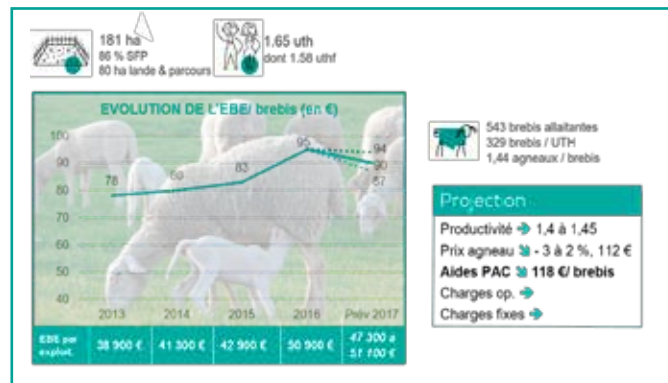 181 ha
86 % SFP
80 ha lande & parcours
1.65 uth
dont 1.58 uthf
EVOLUTION DE L'EBE/ brebis (en €)
100
90
80
70
60
50
40
78
83
95
94
90
87
2013
2014
2015
2016
Prév 2017
EBE par exploit.
38 900 €
41 300 €
42 900 €
50 900 €
47 300 a
51 100 €
543 brebis allaitantes
329 brebis / UTH
1,44 agneaux / brebis
Projection
Productivité ➔ 1,4 à 1,45
Prix agneau ➘ - 3 à 2 %, 112 €
Aides PAC ➘ 118 €/ brebis
Charges op. ➔
Charges fixes ➔